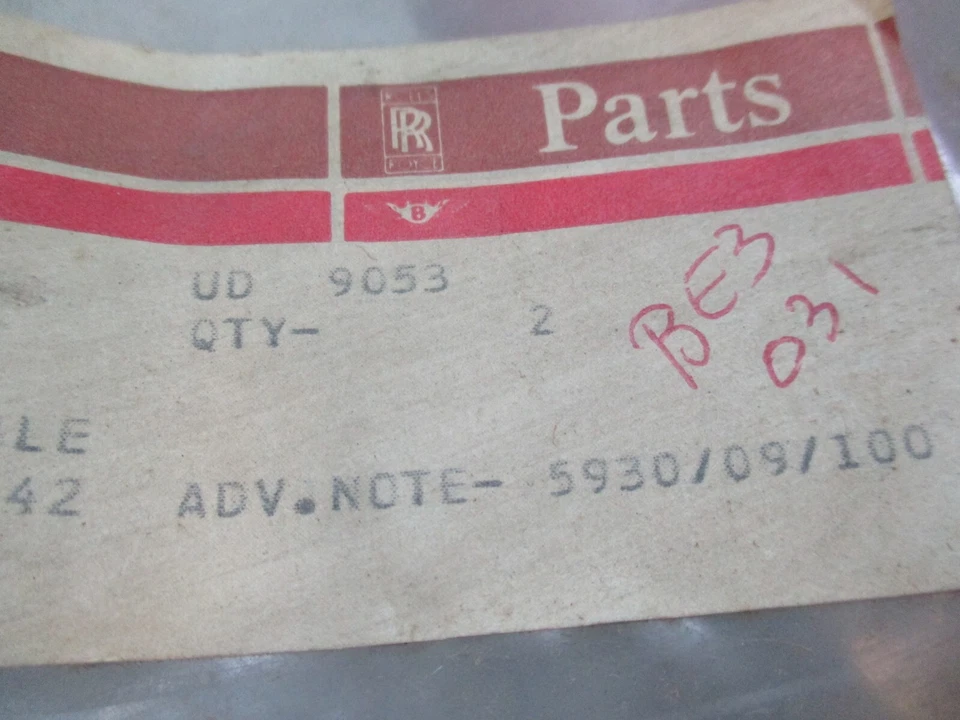 RR
Parts
B
UD 9053
QTY- 2
BE3
031
LE
42 ADV.NOTE- 5930/09/100